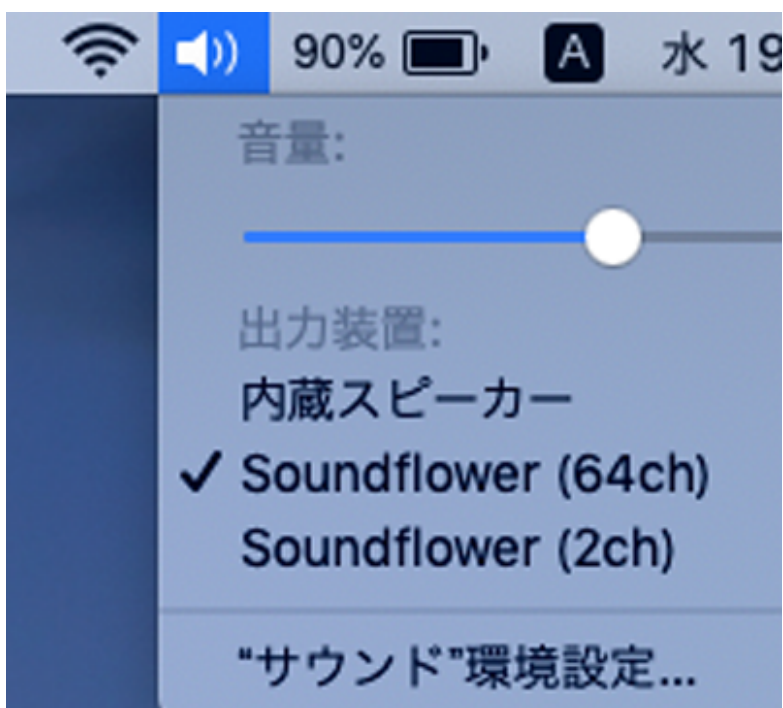 90% A 水 19
音量:
出力装置:
内蔵スピーカー
✓ Soundflower (64ch)
Soundflower (2ch)
“サウンド”環境設定...